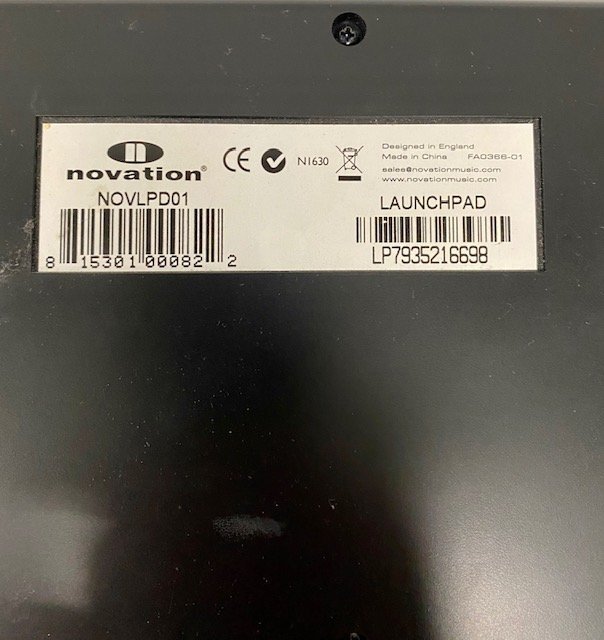 novation®
NOVLPD01
8 15301 00082 2
N1630
Designed in England
Made in China FA0366-01
sales@novationmusic.com
www.novationmusic.com
LAUNCHPAD
LP7935216698